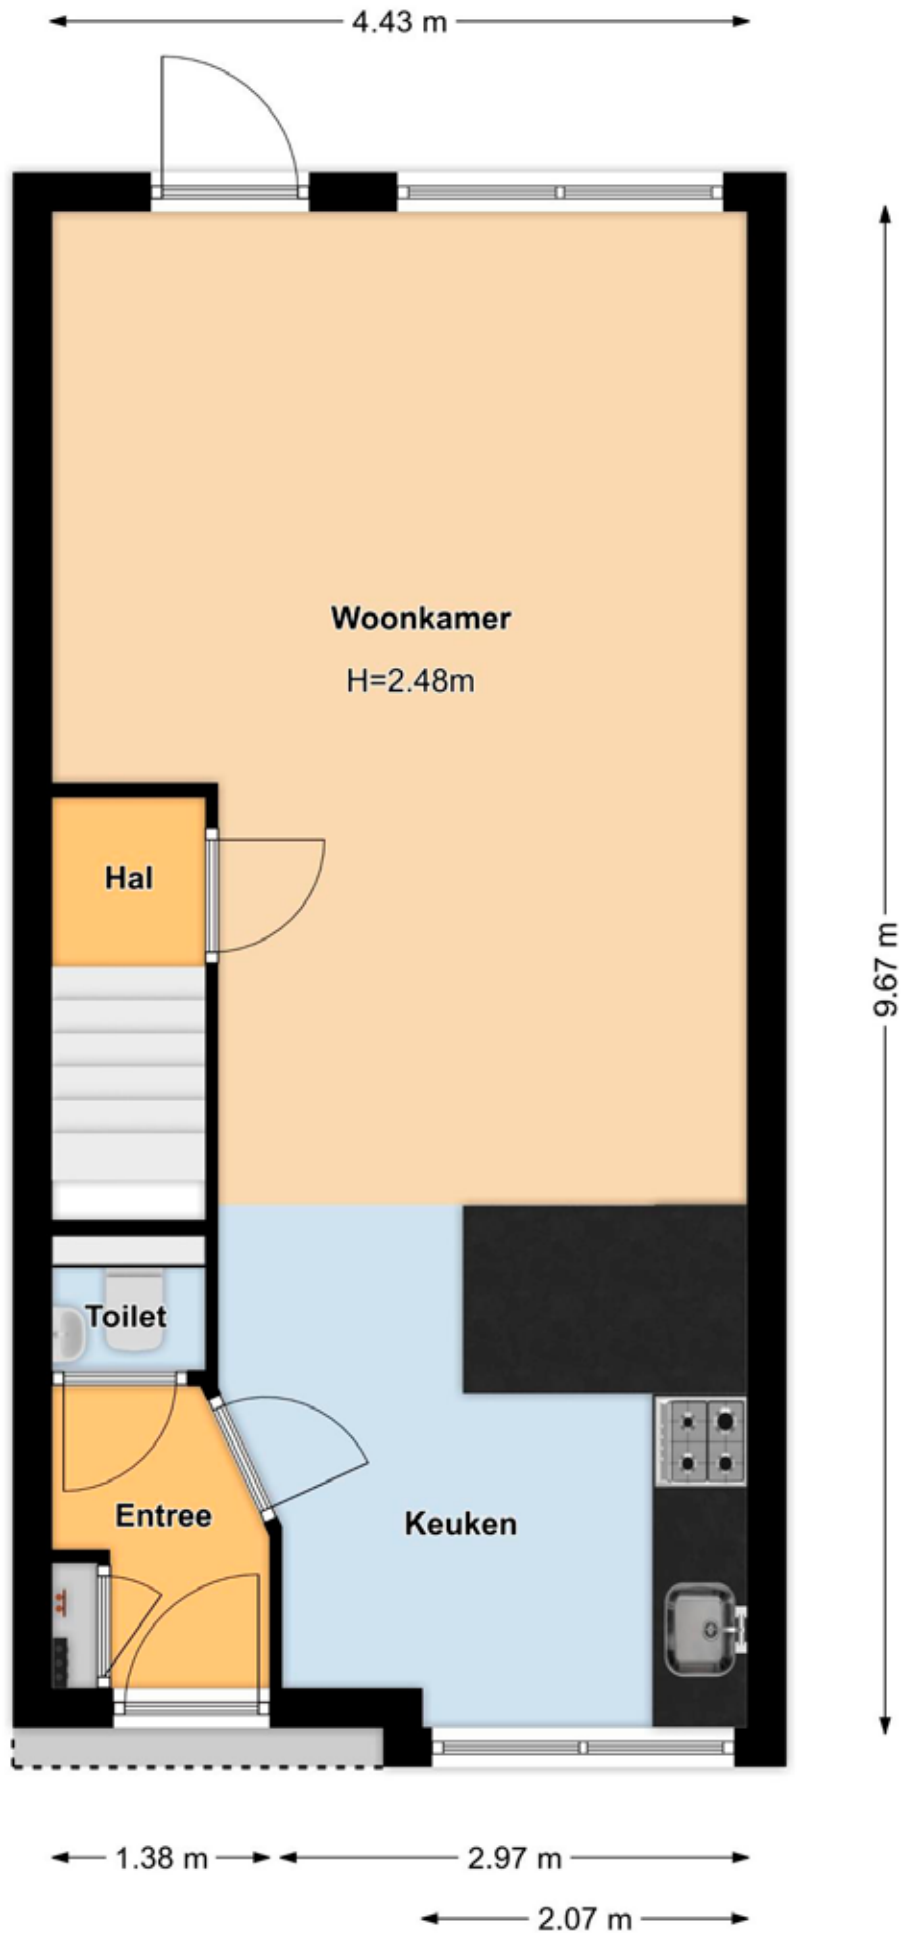 4.43 m
Woonkamer
H=2.48m
Hal
9.67 m
Toilet
Entree
Keuken
1.38 m
2.97 m
2.07 m